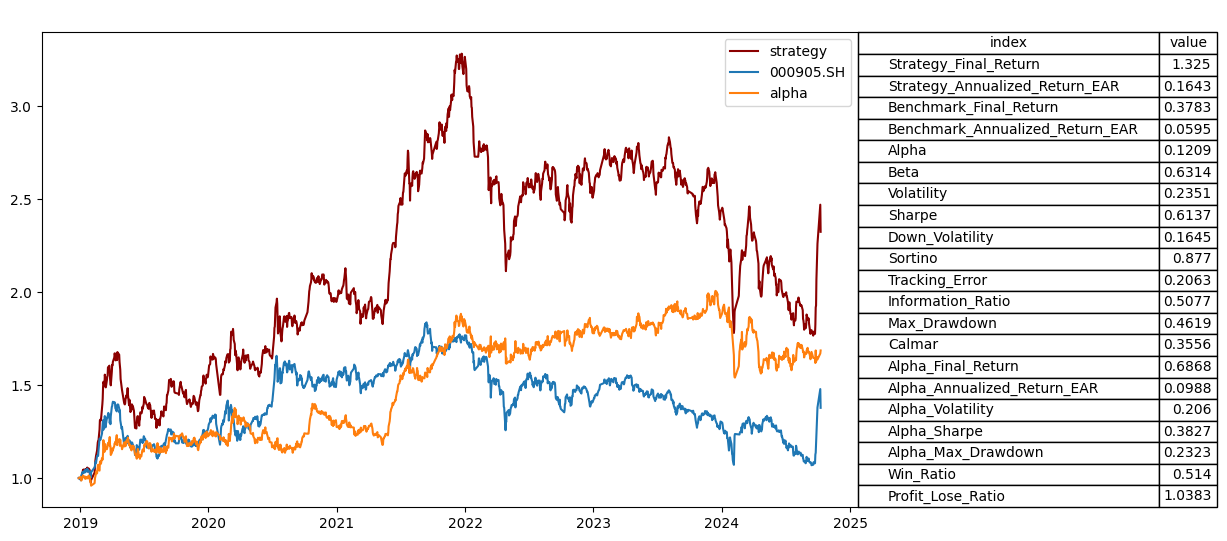 strategy
000905.SH
alpha
3.0
2.5
2.0
1.5
1.0
2019 2020 2021 2022 2023 2024 2025
index value
Strategy_Final_Return 1.325
Strategy_Annualized_Return_EAR 0.1643
Benchmark_Final_Return 0.3783
Benchmark_Annualized_Return_EAR 0.0595
Alpha 0.1209
Beta 0.6314
Volatility 0.2351
Sharpe 0.6137
Down_Volatility 0.1645
Sortino 0.877
Tracking_Error 0.2063
Information_Ratio 0.5077
Max_Drawdown 0.4619
Calmar 0.3556
Alpha_Final_Return 0.6868
Alpha_Annualized_Return_EAR 0.0988
Alpha_Volatility 0.206
Alpha_Sharpe 0.3827
Alpha_Max_Drawdown 0.2323
Win_Ratio 0.514
Profit_Lose_Ratio 1.0383